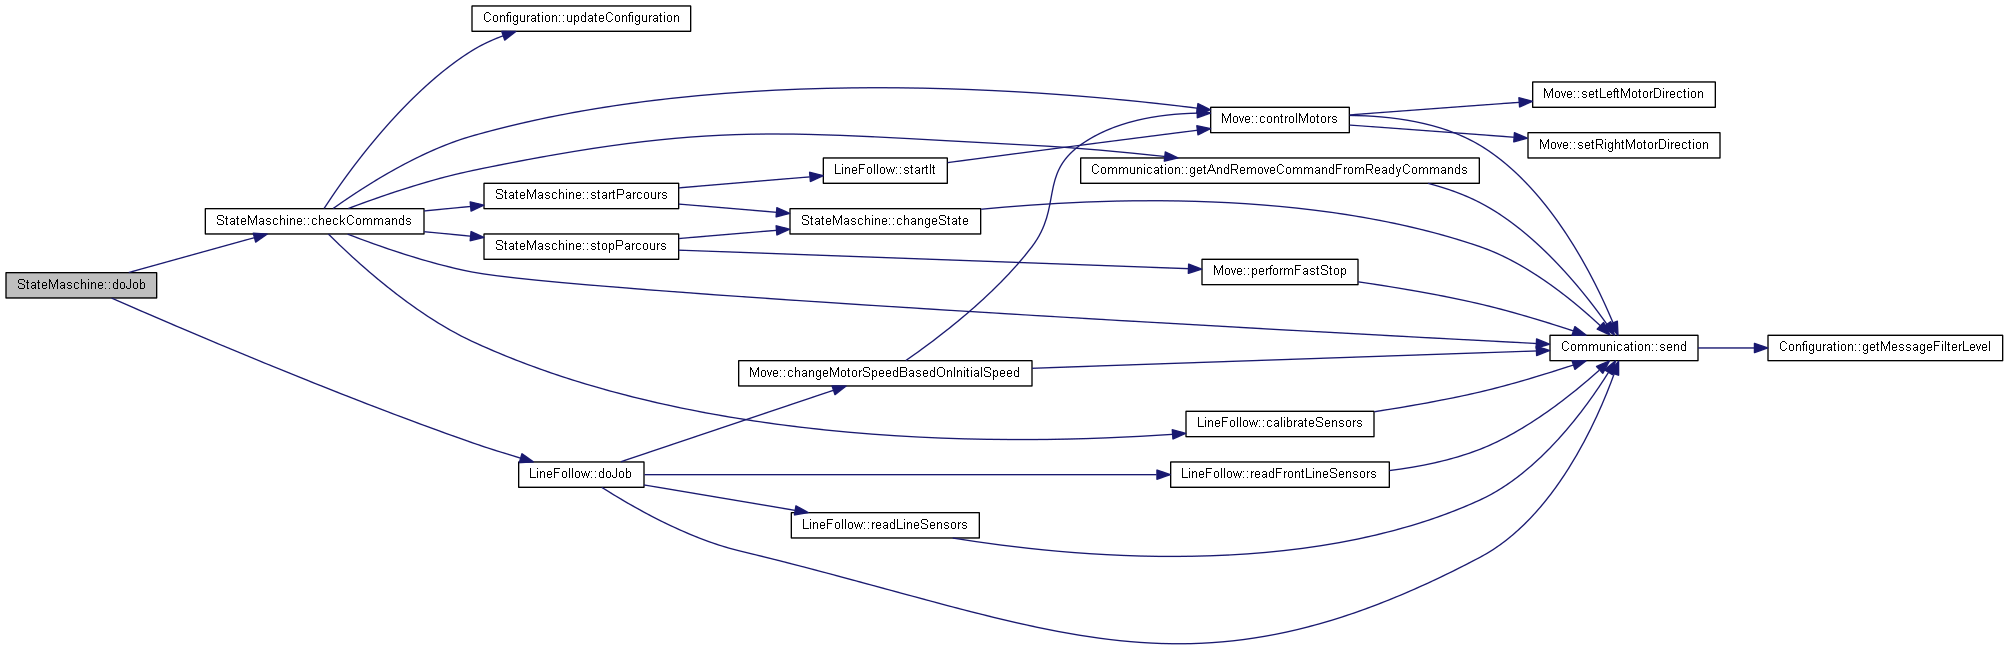 Configuration::updateConfiguration
Move::setLeftMotorDirection
Move::controlMotors
Move::setRightMotorDirection
LineFollow::startIt
Communication::getAndRemoveCommandFromReadyCommands
StateMaschine::startParcours
StateMaschine::checkCommands
StateMaschine::changeState
StateMaschine::stopParcours
Move::performFastStop
StateMaschine::doJob
Communication::send
Configuration::getMessageFilterLevel
Move::changeMotorSpeedBasedOnInitialSpeed
LineFollow::calibrateSensors
LineFollow::doJob
LineFollow::readFrontLineSensors
LineFollow::readLineSensors